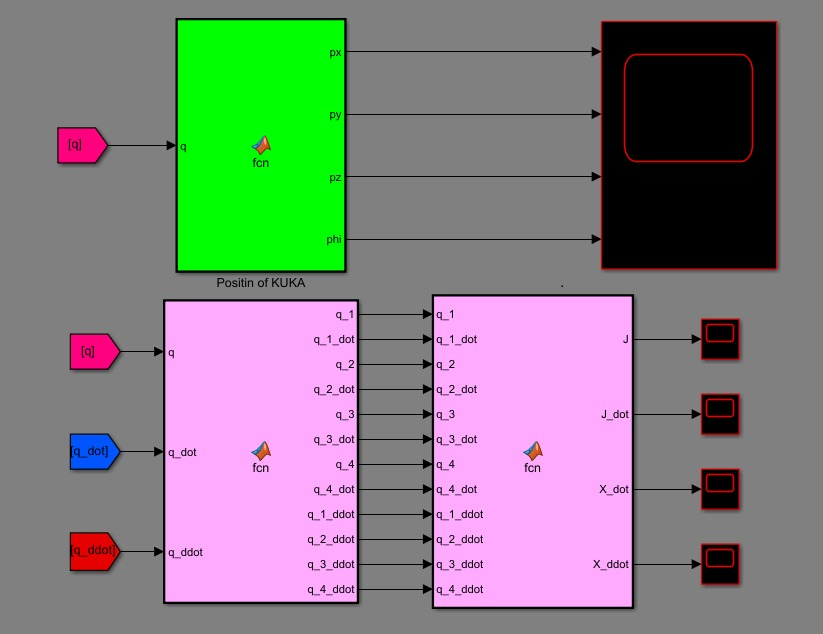 px
py
[q]
q
fcn
pz
phi
Positin of KUKA
.
q_1
q_1
q_1_dot
q_1_dot
J
[q]
q
q_2
q_2
q_2_dot
q_2_dot
q_3
q_3
J_dot
q_3_dot
q_3_dot
[q_dot]
q_dot
fcn
q_4
q_4
fcn
q_4_dot
q_4_dot
X_dot
q_1_ddot
q_1_ddot
q_2_ddot
q_2_ddot
[q_ddot]
q_ddot
q_3_ddot
q_3_ddot
X_ddot
q_4_ddot
q_4_ddot